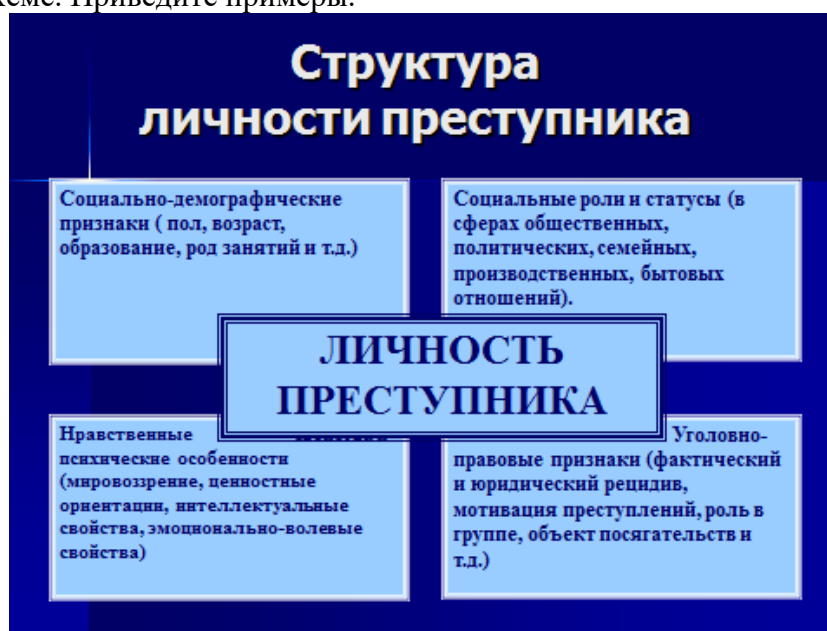 Приведите примеры.
Структура
личности преступника
Социально-демографические
признаки ( пол, возраст,
образование, род занятий и т.д.)
Социальные роли и статусы (в
сферах общественных,
политических, семейных,
производственных, бытовых
отношений).
ЛИЧНОСТЬ
ПРЕСТУПНИКА
Нравственные
психические особенности
(мировоззрение, ценностные
ориентации, интеллектуальные
свойства, эмоционально-волевые
свойства)
Уголовно-
правовые признаки (фактический
и юридический рецидив,
мотивация преступлений, роль в
группе, объект посягательств и
т.д.)